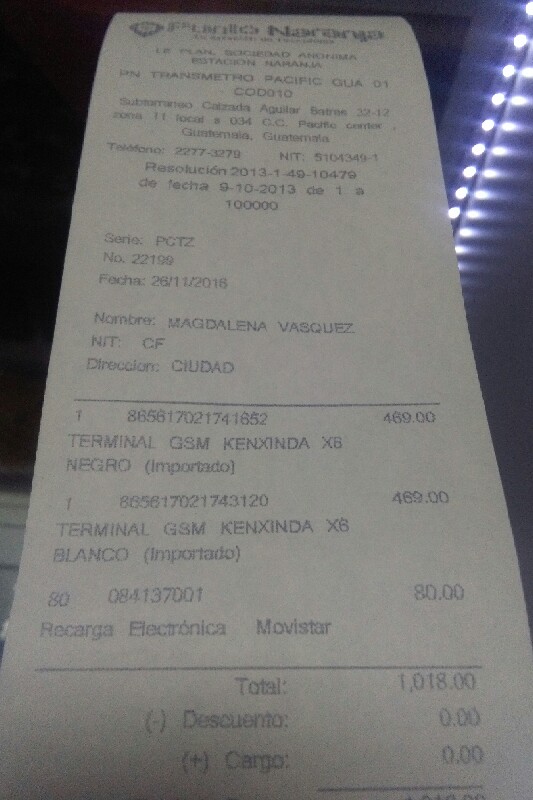 Punto Naranja
LE PLAN, SOCIEDAD ANONIMA
ESTACION NARANJA
PN TRANSMETRO PACIFIC GUA 01
COD010
Subterraneo Calzada Aguilar Batres 32-12
zona 11 local a 034 C.C. Pacific center ,
Guatemala, Guatemala
Teléfono: 2277-3279 NIT: 5104349-1
Resolución 2013-1-49-10479
de fecha 9-10-2013 de 1 a
100000
Serie: PCTZ
No. 22199
Fecha: 26/11/2016
Nombre: MAGDALENA VASQUEZ
NIT: CF
Direccion: CIUDAD
1 865617021741652 469.00
TERMINAL GSM KENXINDA X6
NEGRO (Importado)
1 865617021743120 469.00
TERMINAL GSM KENXINDA X6
BLANCO (Importado)
80 084137001 80.00
Recarga Electrónica Movistar
Total: 1,018.00
(-) Descuento: 0.00
(+) Cargo: 0.00